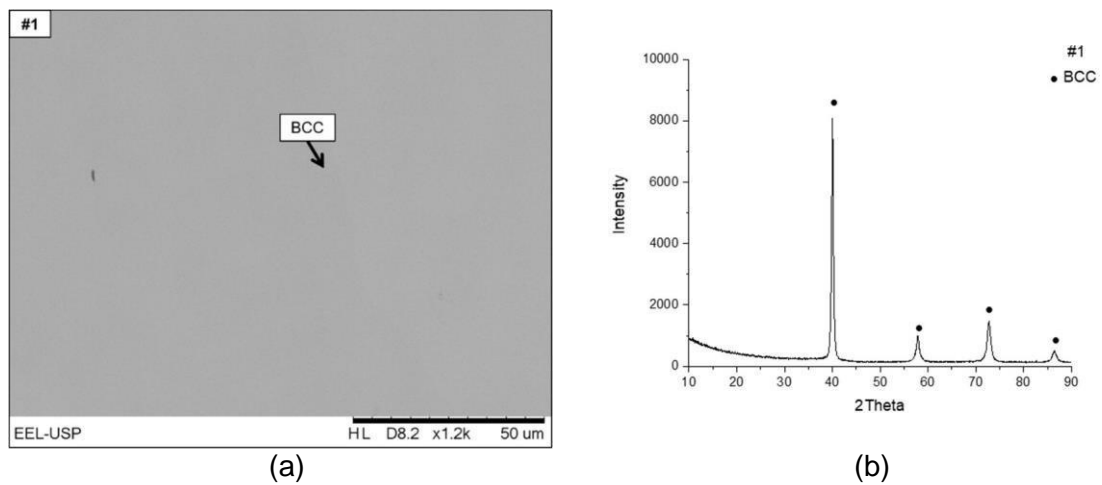 #1
BCC
EEL-USP
HL D8.2 x1.2k 50 um
(a)
#1
• BCC
10000
8000
6000
4000
2000
0
Intensity
10 20 30 40 50 60 70 80 90
2Theta
(b)